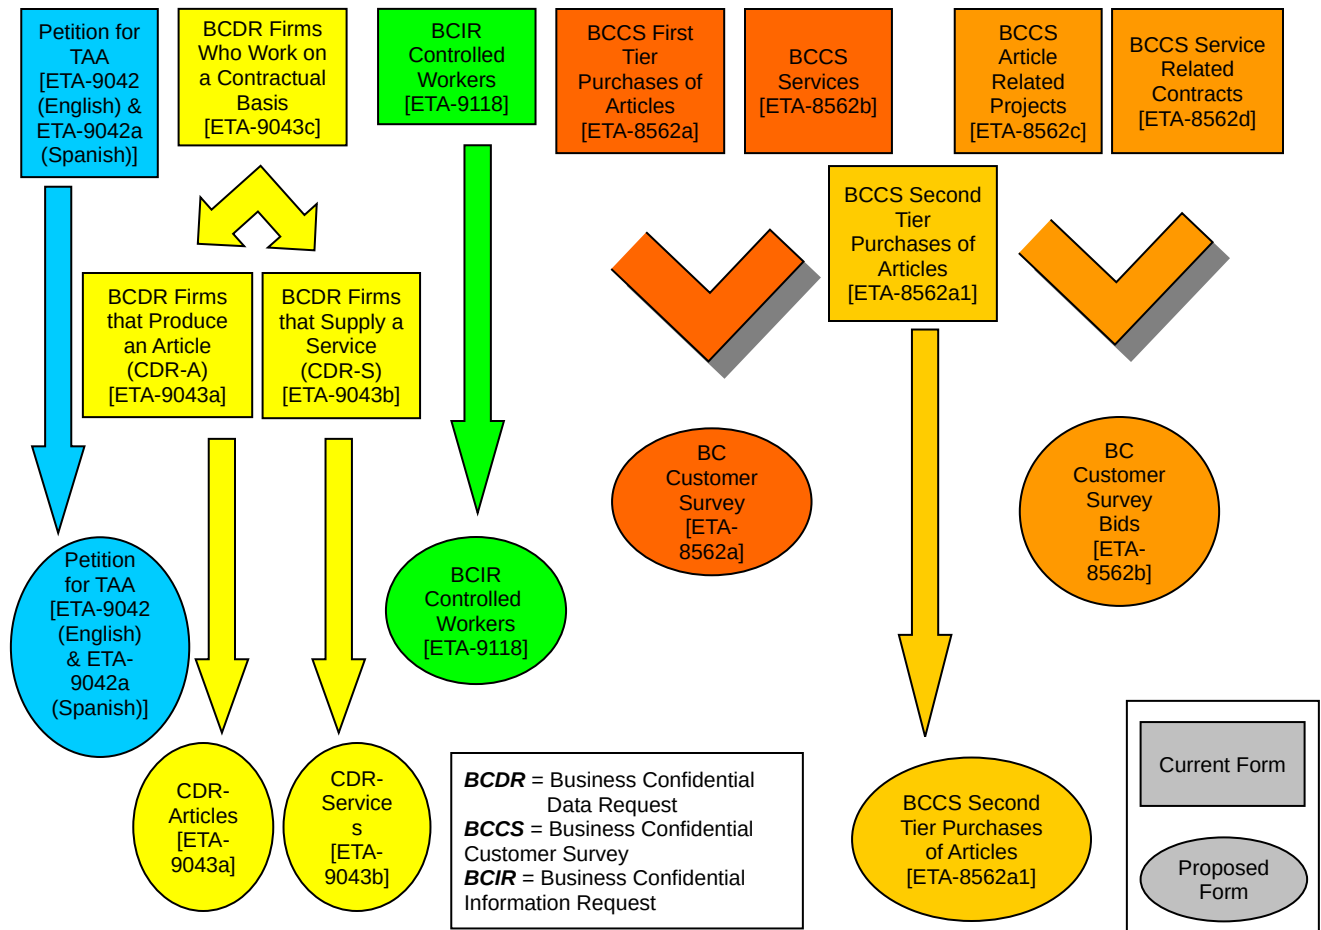 Petition for
TAA
[ETA-9042
(English) &
ETA-9042a
(Spanish)]
BCDR Firms
Who Work on
a Contractual
Basis
[ETA-9043c]
BCIR
Controlled
Workers
[ETA-9118]
BCCS First
Tier
Purchases of
Articles
[ETA-8562a]
BCCS
Services
[ETA-8562b]
BCCS
Article
Related
Projects
[ETA-8562c]
BCCS Service
Related
Contracts
[ETA-8562d]
BCCS Second
Tier
Purchases of
Articles
[ETA-8562a1]
BCDR Firms
that Produce
an Article
(CDR-A)
[ETA-9043a]
BCDR Firms
that Supply a
Service
(CDR-S)
[ETA-9043b]
BC
Customer
Survey
[ETA-
8562a]
BC
Customer
Survey
Bids
[ETA-
8562b]
Petition
for TAA
[ETA-9042
(English)
& ETA-
9042a
(Spanish)]
BCIR
Controlled
Workers
[ETA-9118]
CDR-
Articles
[ETA-
9043a]
CDR-
Service
s
[ETA-
9043b]
BCDR = Business Confidential
Data Request
BCCS = Business Confidential
Customer Survey
BCIR = Business Confidential
Information Request
BCCS Second
Tier Purchases
of Articles
[ETA-8562a1]
Current Form
Proposed
Form